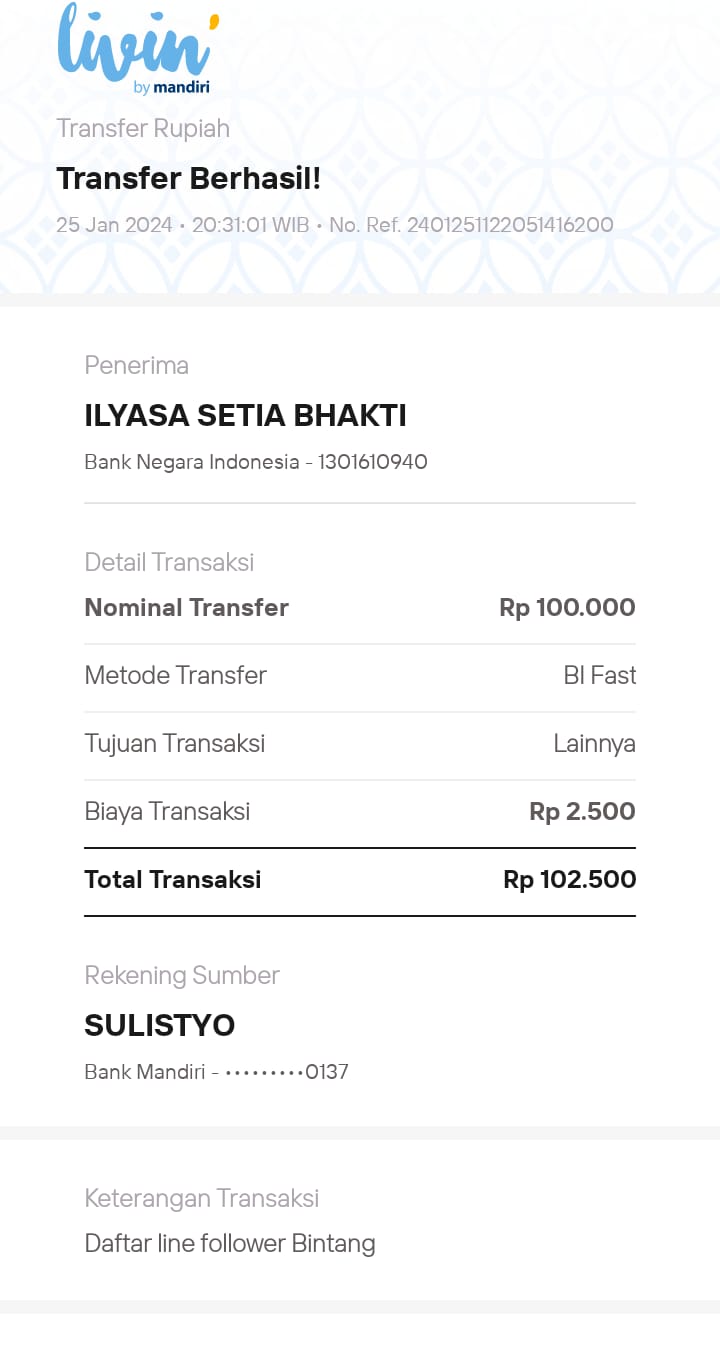 livin'
by mandiri
Transfer Rupiah
Transfer Berhasil!
25 Jan 2024 • 20:31:01 WIB • No. Ref. 2401251122051416200
Penerima
ILYASA SETIA BHAKTI
Bank Negara Indonesia - 1301610940
Detail Transaksi
Nominal Transfer Rp 100.000
Metode Transfer BI Fast
Tujuan Transaksi Lainnya
Biaya Transaksi Rp 2.500
Total Transaksi Rp 102.500
Rekening Sumber
SULISTYO
Bank Mandiri - •••••••••0137
Keterangan Transaksi
Daftar line follower Bintang